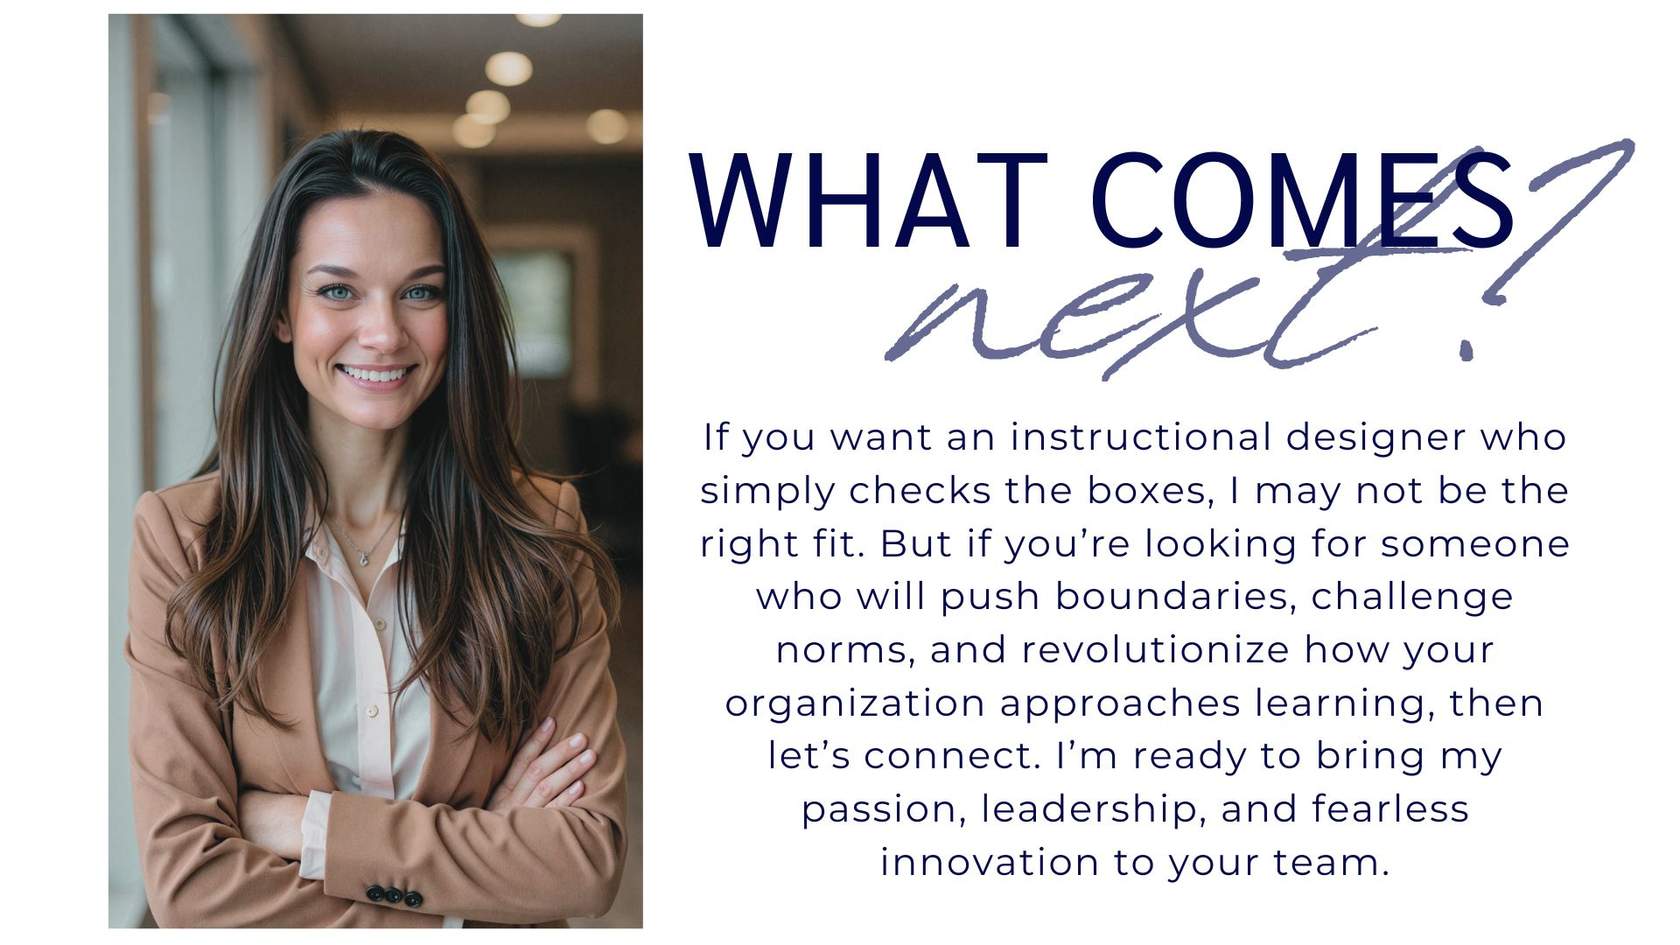 WHAT COMES
next?
If you want an instructional designer who
simply checks the boxes, I may not be the
right fit. But if you’re looking for someone
who will push boundaries, challenge
norms, and revolutionize how your
organization approaches learning, then
let’s connect. I’m ready to bring my
passion, leadership, and fearless
innovation to your team.